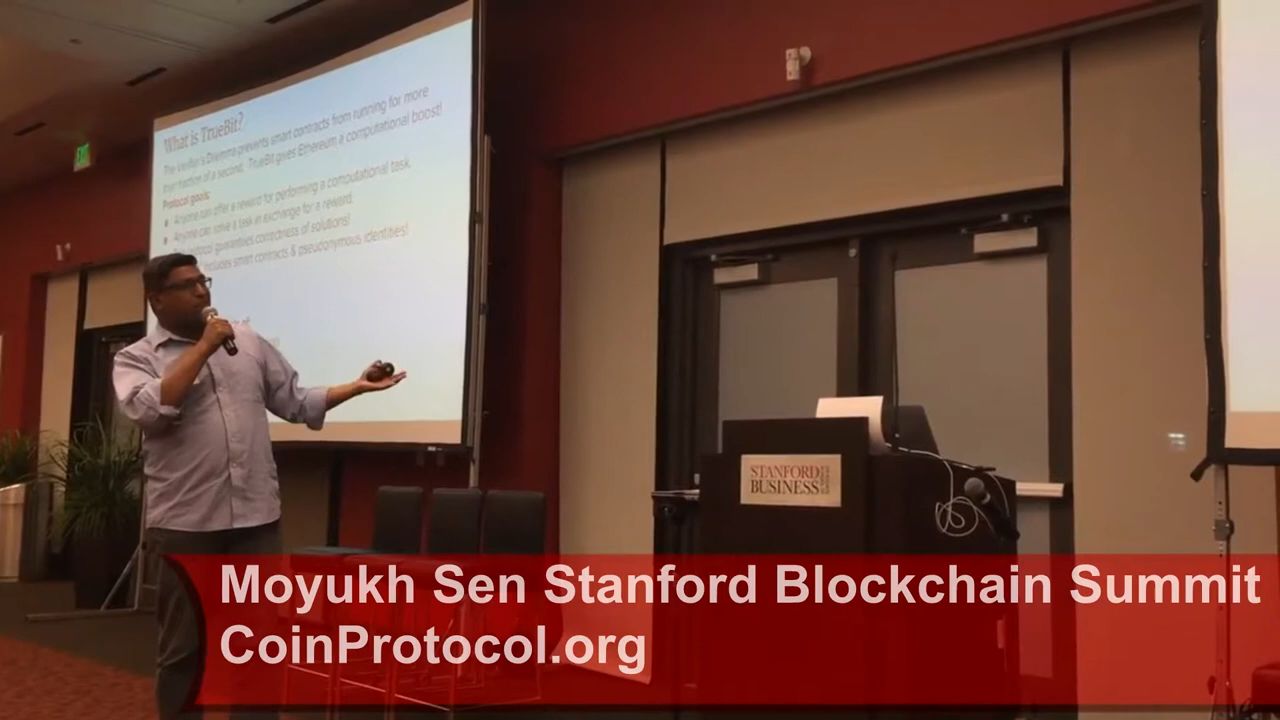 What is TrueBit?
The Verifier's Dilemma prevents smart contracts from running for more
than fraction of a second. TrueBit gives Ethereum a computational boost!
Protocol goals:
Anyone can offer a reward for performing a computational task.
Anyone can solve a task in exchange for a reward.
protocol guarantees correctness of solutions!
includes smart contracts & pseudonymous identities!
STANFORD
BUSINESS
Moyukh Sen Stanford Blockchain Summit
CoinProtocol.org